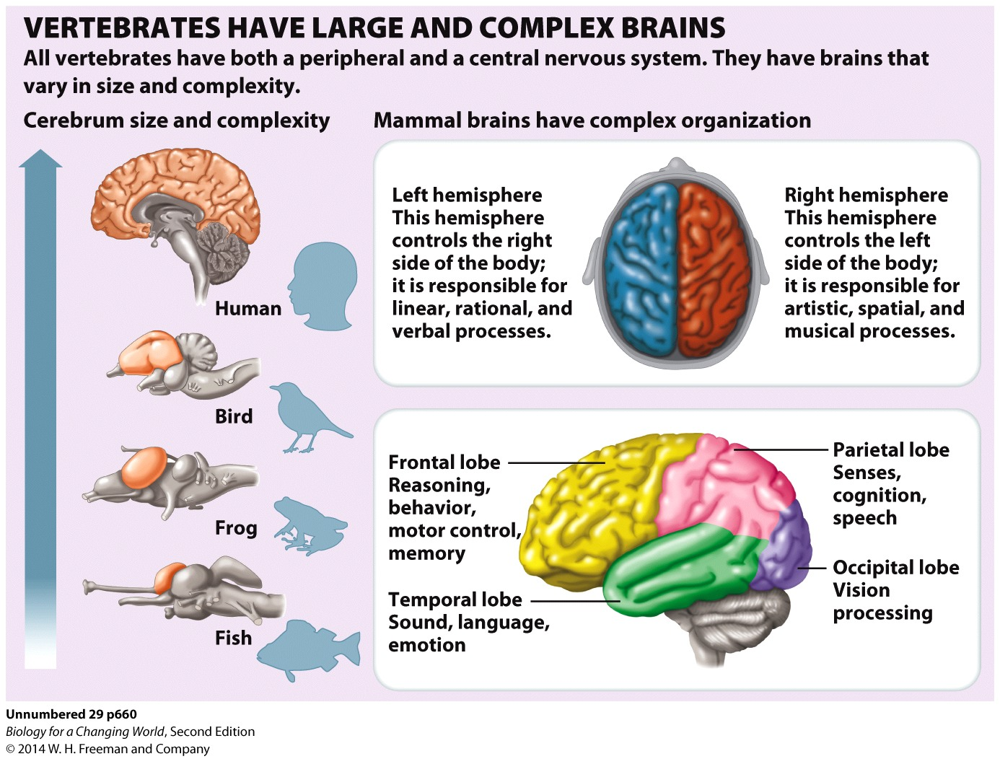 VERTEBRATES HAVE LARGE AND COMPLEX BRAINS
All vertebrates have both a peripheral and a central nervous system. They have brains that
vary in size and complexity.
Cerebrum size and complexity
Human
Bird
Frog
Fish
Mammal brains have complex organization
Left hemisphere
This hemisphere
controls the right
side of the body;
it is responsible for
linear, rational, and
verbal processes.
Right hemisphere
This hemisphere
controls the left
side of the body;
it is responsible for
artistic, spatial, and
musical processes.
Frontal lobe
Reasoning,
behavior,
motor control,
memory
Temporal lobe
Sound, language,
emotion
Parietal lobe
Senses,
cognition,
speech
Occipital lobe
Vision
processing
Unnumbered 29 p660
Biology for a Changing World, Second Edition
© 2014 W. H. Freeman and Company